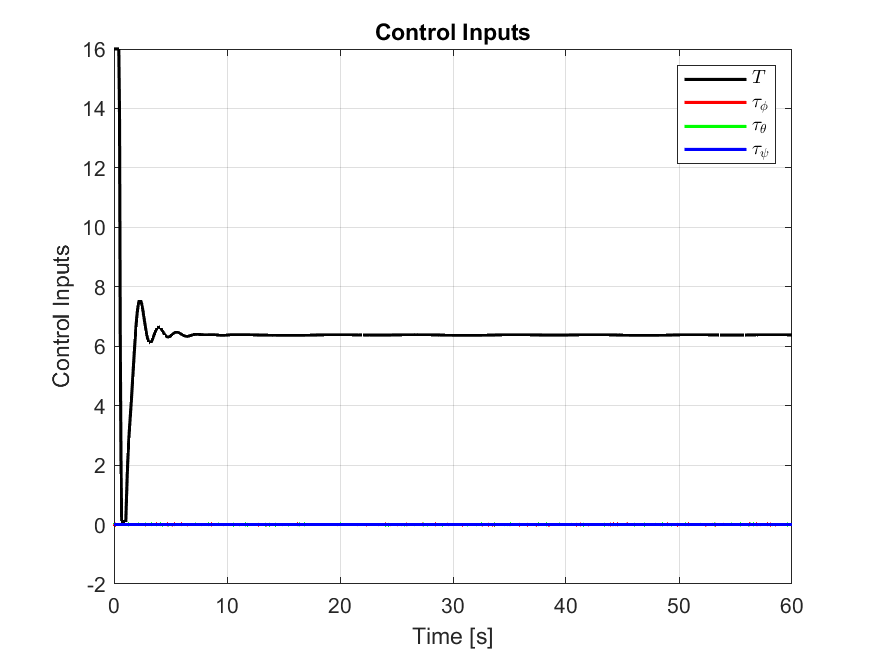 Control Inputs
16
14
12
10
8
6
4
2
0
-2
Control Inputs
T
τ_ϕ
τ_θ
τ_ψ
0 10 20 30 40 50 60
Time [s]